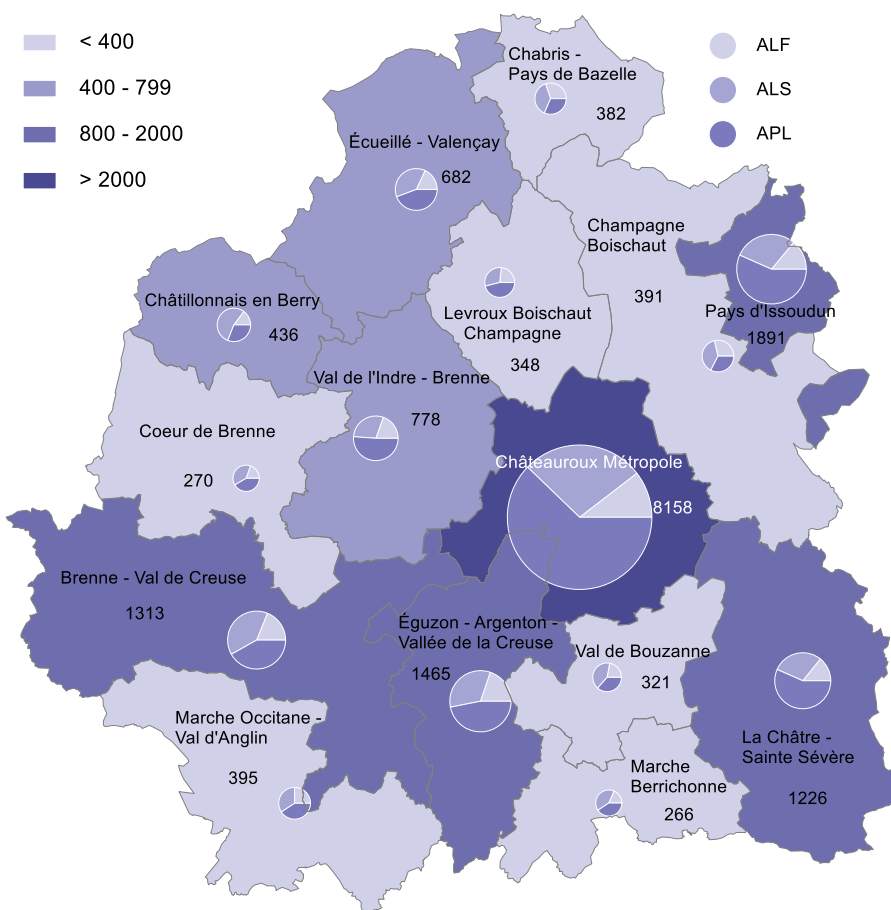 < 400
400 - 799
800 - 2000
> 2000
ALF
ALS
APL
Chabris -
Pays de Bazelle
382
Écueillé - Valençay
682
Champagne
Boischaut
391
Châtillonnais en Berry
436
Levroux Boischaut
Champagne
348
Pays d'Issoudun
1891
Val de l'Indre - Brenne
778
Coeur de Brenne
270
Châteauroux Métropole
8158
Brenne - Val de Creuse
1313
Éguzon - Argenton -
Vallée de la Creuse
1465
Val de Bouzanne
321
Marche Occitane -
Val d'Anglin
395
La Châtre -
Sainte Sévère
1226
Marche
Berrichonne
266